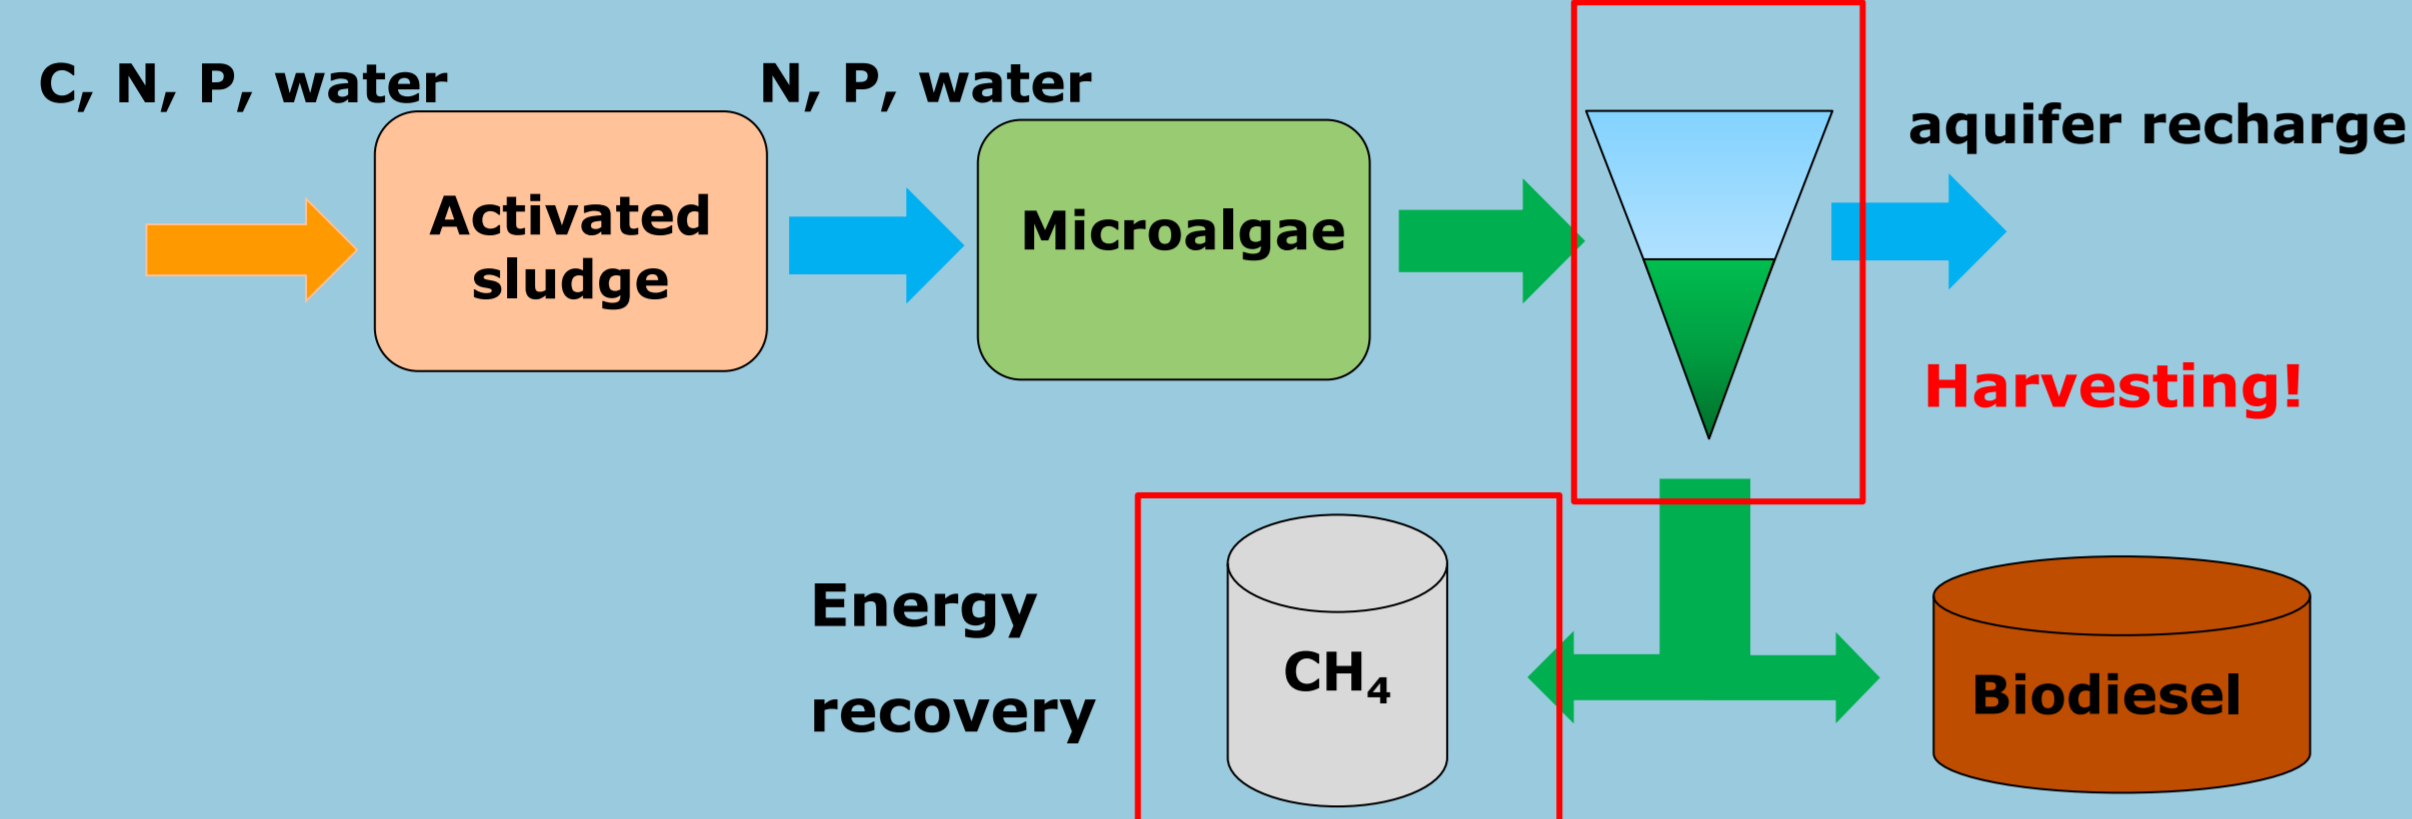 C, N, P, water
N, P, water
aquifer recharge
Activated
sludge
Microalgae
Harvesting!
Energy
recovery
CH₄
Biodiesel